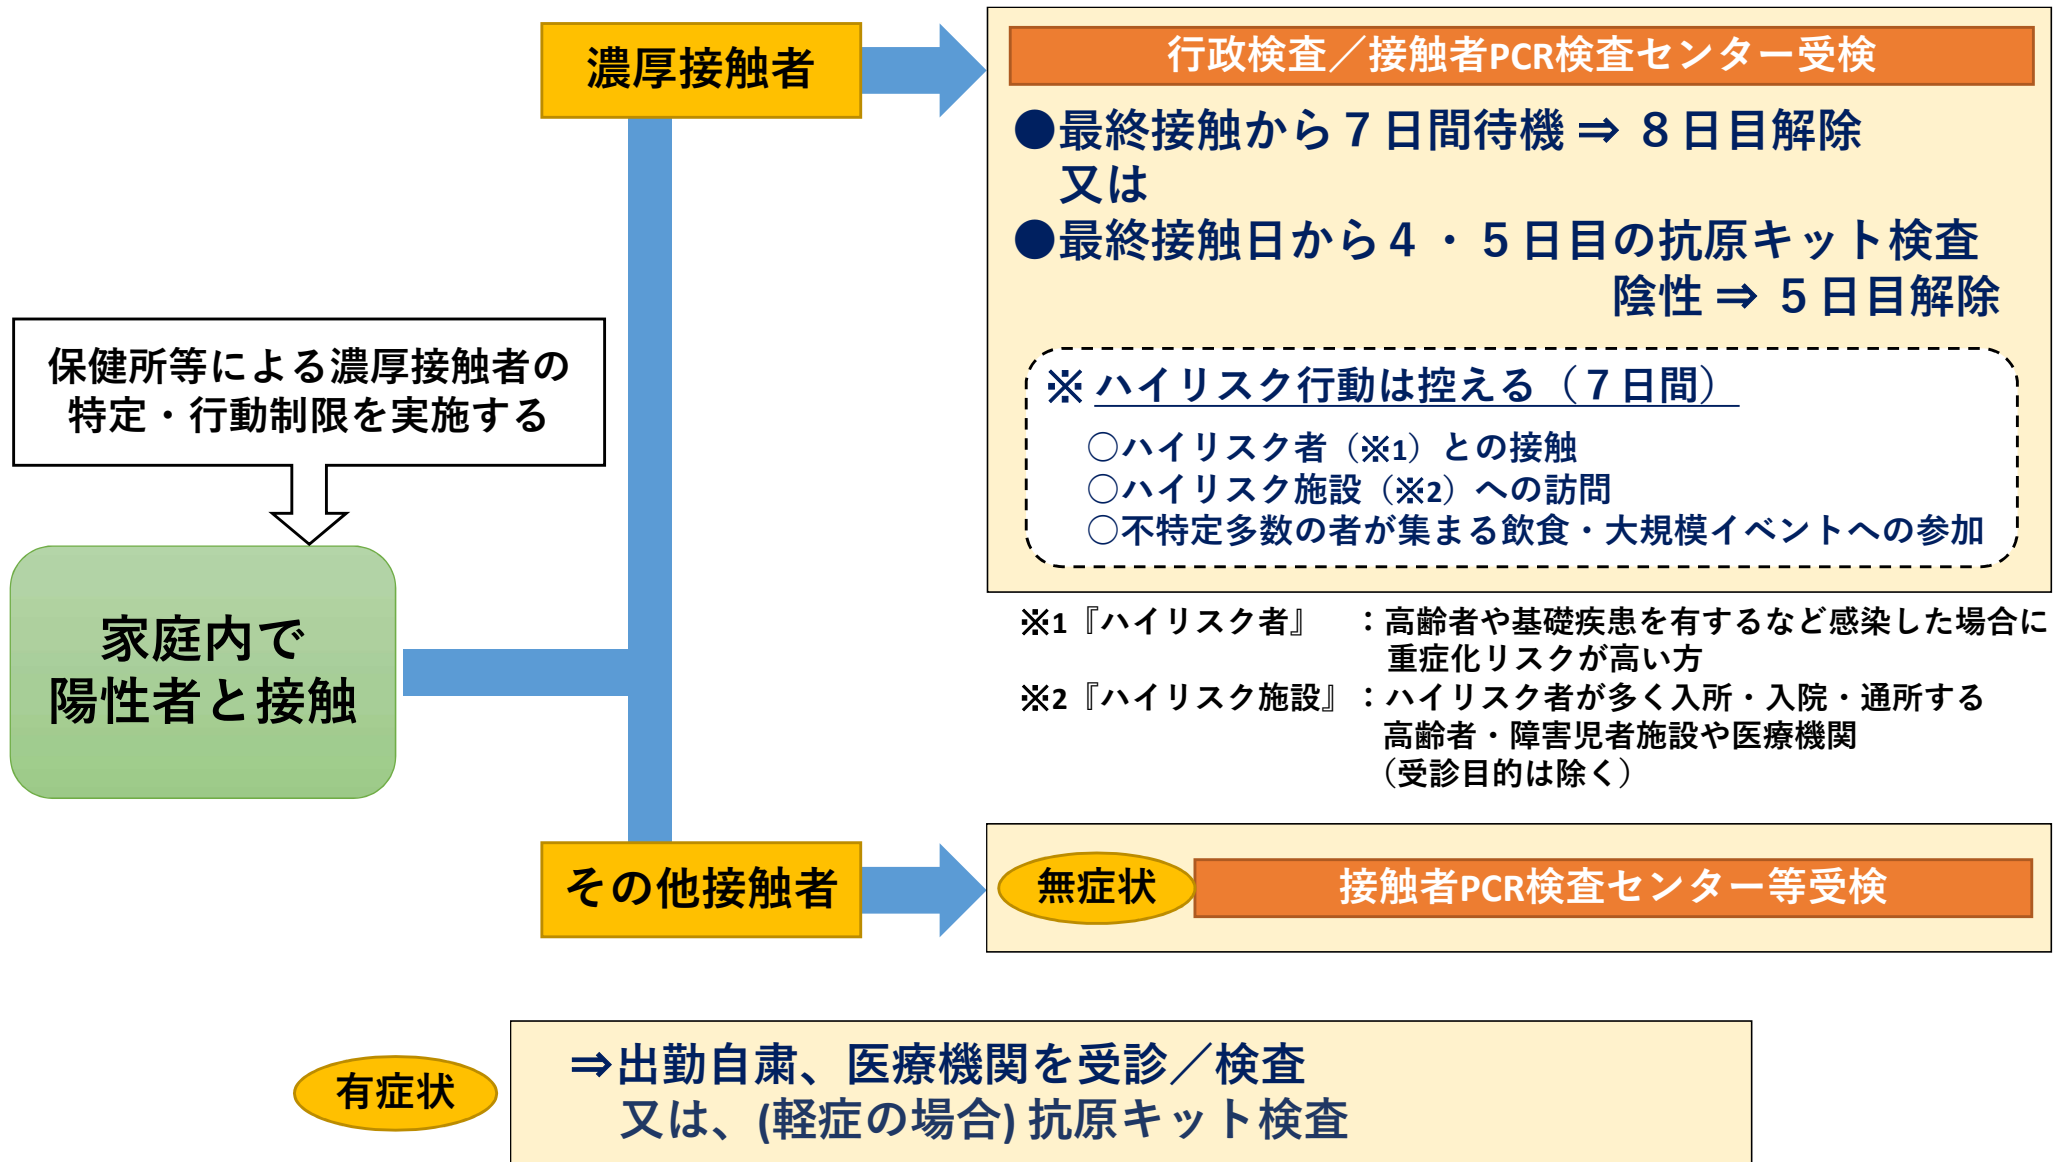 濃厚接触者
行政検査／接触者PCR検査センター受検
●最終接触から７日間待機 ⇒ ８日目解除
又は
●最終接触日から４・５日目の抗原キット検査
陰性 ⇒ ５日目解除
※ ハイリスク行動は控える（７日間）
○ハイリスク者（※1）との接触
○ハイリスク施設（※2）への訪問
○不特定多数の者が集まる飲食・大規模イベントへの参加
※1『ハイリスク者』　：高齢者や基礎疾患を有するなど感染した場合に
重症化リスクが高い方
※2『ハイリスク施設』：ハイリスク者が多く入所・入院・通所する
高齢者・障害児者施設や医療機関
（受診目的は除く）
保健所等による濃厚接触者の
特定・行動制限を実施する
家庭内で
陽性者と接触
その他接触者
無症状
接触者PCR検査センター等受検
有症状
⇒出勤自粛、医療機関を受診／検査
又は、(軽症の場合) 抗原キット検査